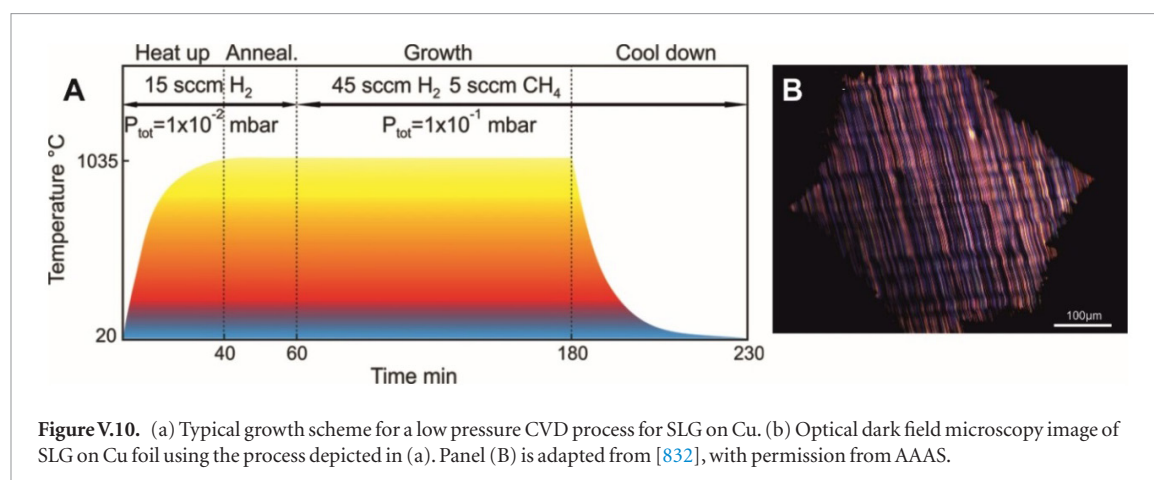 Heat up Anneal. Growth Cool down
A 15 sccm H₂ 45 sccm H₂ 5 sccm CH₄ B
Pₜₒₜ=1x10⁻² mbar Pₜₒₜ=1x10⁻¹ mbar
1035
Temperature °C
20
40 60 180 230
Time min
100µm
Figure V.10. (a) Typical growth scheme for a low pressure CVD process for SLG on Cu. (b) Optical dark field microscopy image of
SLG on Cu foil using the process depicted in (a). Panel (B) is adapted from [832], with permission from AAAS.